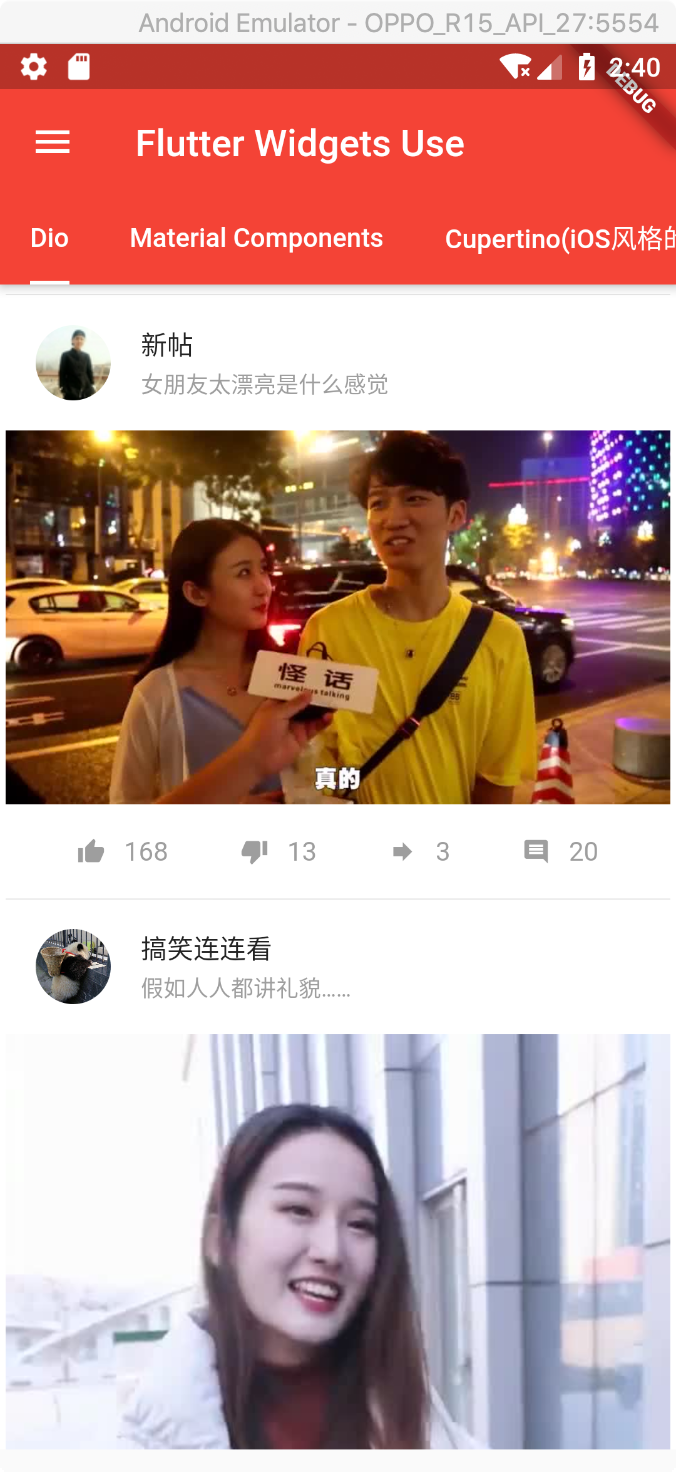 Android Emulator - OPPO_R15_API_27:5554
2:40
DEBUG
Flutter Widgets Use
Dio Material Components Cupertino(iOS风格的
新帖
女朋友太漂亮是什么感觉
怪话
marvelous talking
真的
168 13 3 20
搞笑连连看
假如人人都讲礼貌……